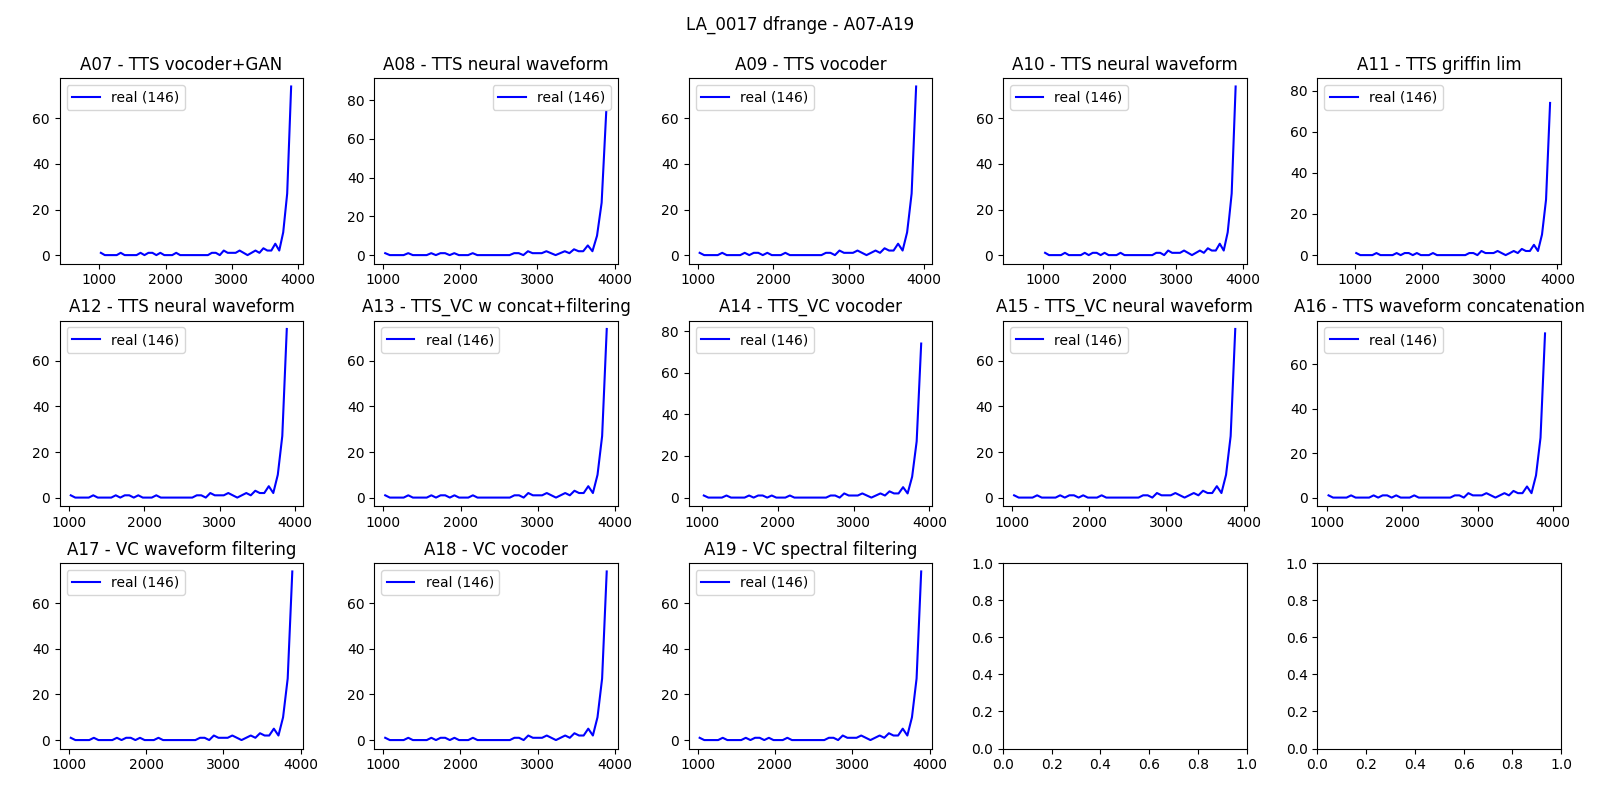 LA_0017 dfrange - A07-A19
A07 - TTS vocoder+GAN
real (146)
60
40
20
0
1000 2000 3000 4000
A08 - TTS neural waveform
real (146)
80
60
40
20
0
1000 2000 3000 4000
A09 - TTS vocoder
real (146)
60
40
20
0
1000 2000 3000 4000
A10 - TTS neural waveform
real (146)
60
40
20
0
1000 2000 3000 4000
A11 - TTS griffin lim
real (146)
80
60
40
20
0
1000 2000 3000 4000
A12 - TTS neural waveform
real (146)
60
40
20
0
1000 2000 3000 4000
A13 - TTS_VC w concat+filtering
real (146)
60
40
20
0
1000 2000 3000 4000
A14 - TTS_VC vocoder
real (146)
80
60
40
20
0
1000 2000 3000 4000
A15 - TTS_VC neural waveform
real (146)
60
40
20
0
1000 2000 3000 4000
A16 - TTS waveform concatenation
real (146)
60
40
20
0
1000 2000 3000 4000
A17 - VC waveform filtering
real (146)
60
40
20
0
1000 2000 3000 4000
A18 - VC vocoder
real (146)
60
40
20
0
1000 2000 3000 4000
A19 - VC spectral filtering
real (146)
60
40
20
0
1000 2000 3000 4000
1.0
0.8
0.6
0.4
0.2
0.0
0.0 0.2 0.4 0.6 0.8 1.0
1.0
0.8
0.6
0.4
0.2
0.0
0.0 0.2 0.4 0.6 0.8 1.0